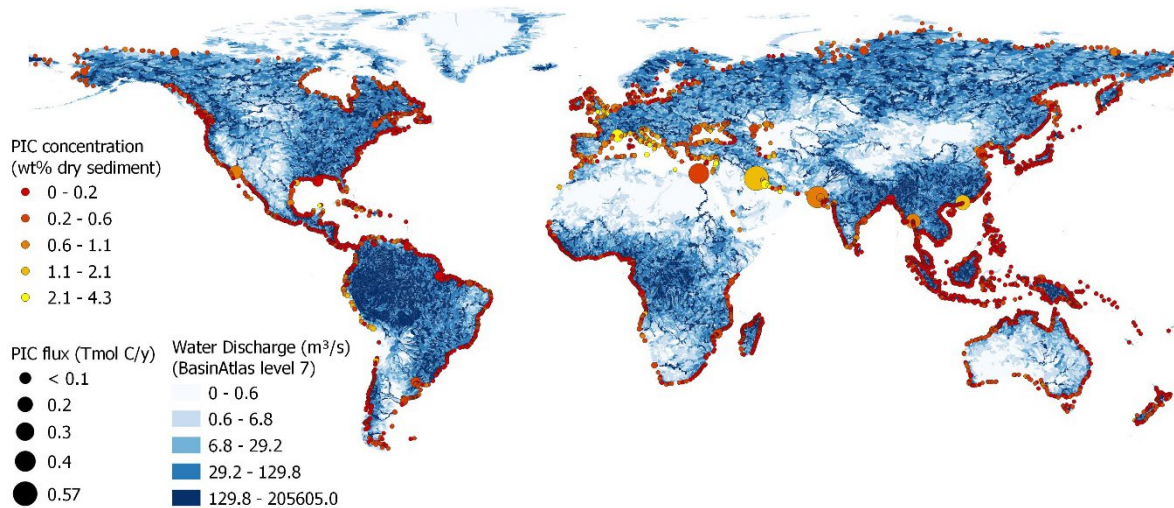 PIC concentration
(wt% dry sediment)
0 - 0.2
0.2 - 0.6
0.6 - 1.1
1.1 - 2.1
2.1 - 4.3
PIC flux (Tmol C/y)
< 0.1
0.2
0.3
0.4
0.57
Water Discharge (m³/s)
(BasinAtlas level 7)
0 - 0.6
0.6 - 6.8
6.8 - 29.2
29.2 - 129.8
129.8 - 205605.0